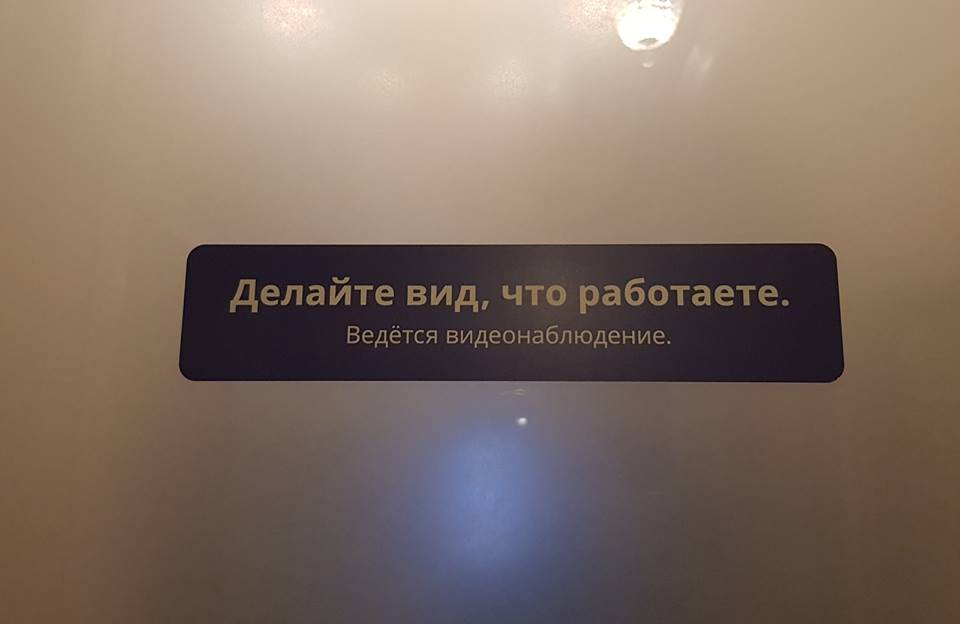 Делайте вид, что работаете.
Ведётся видеонаблюдение.